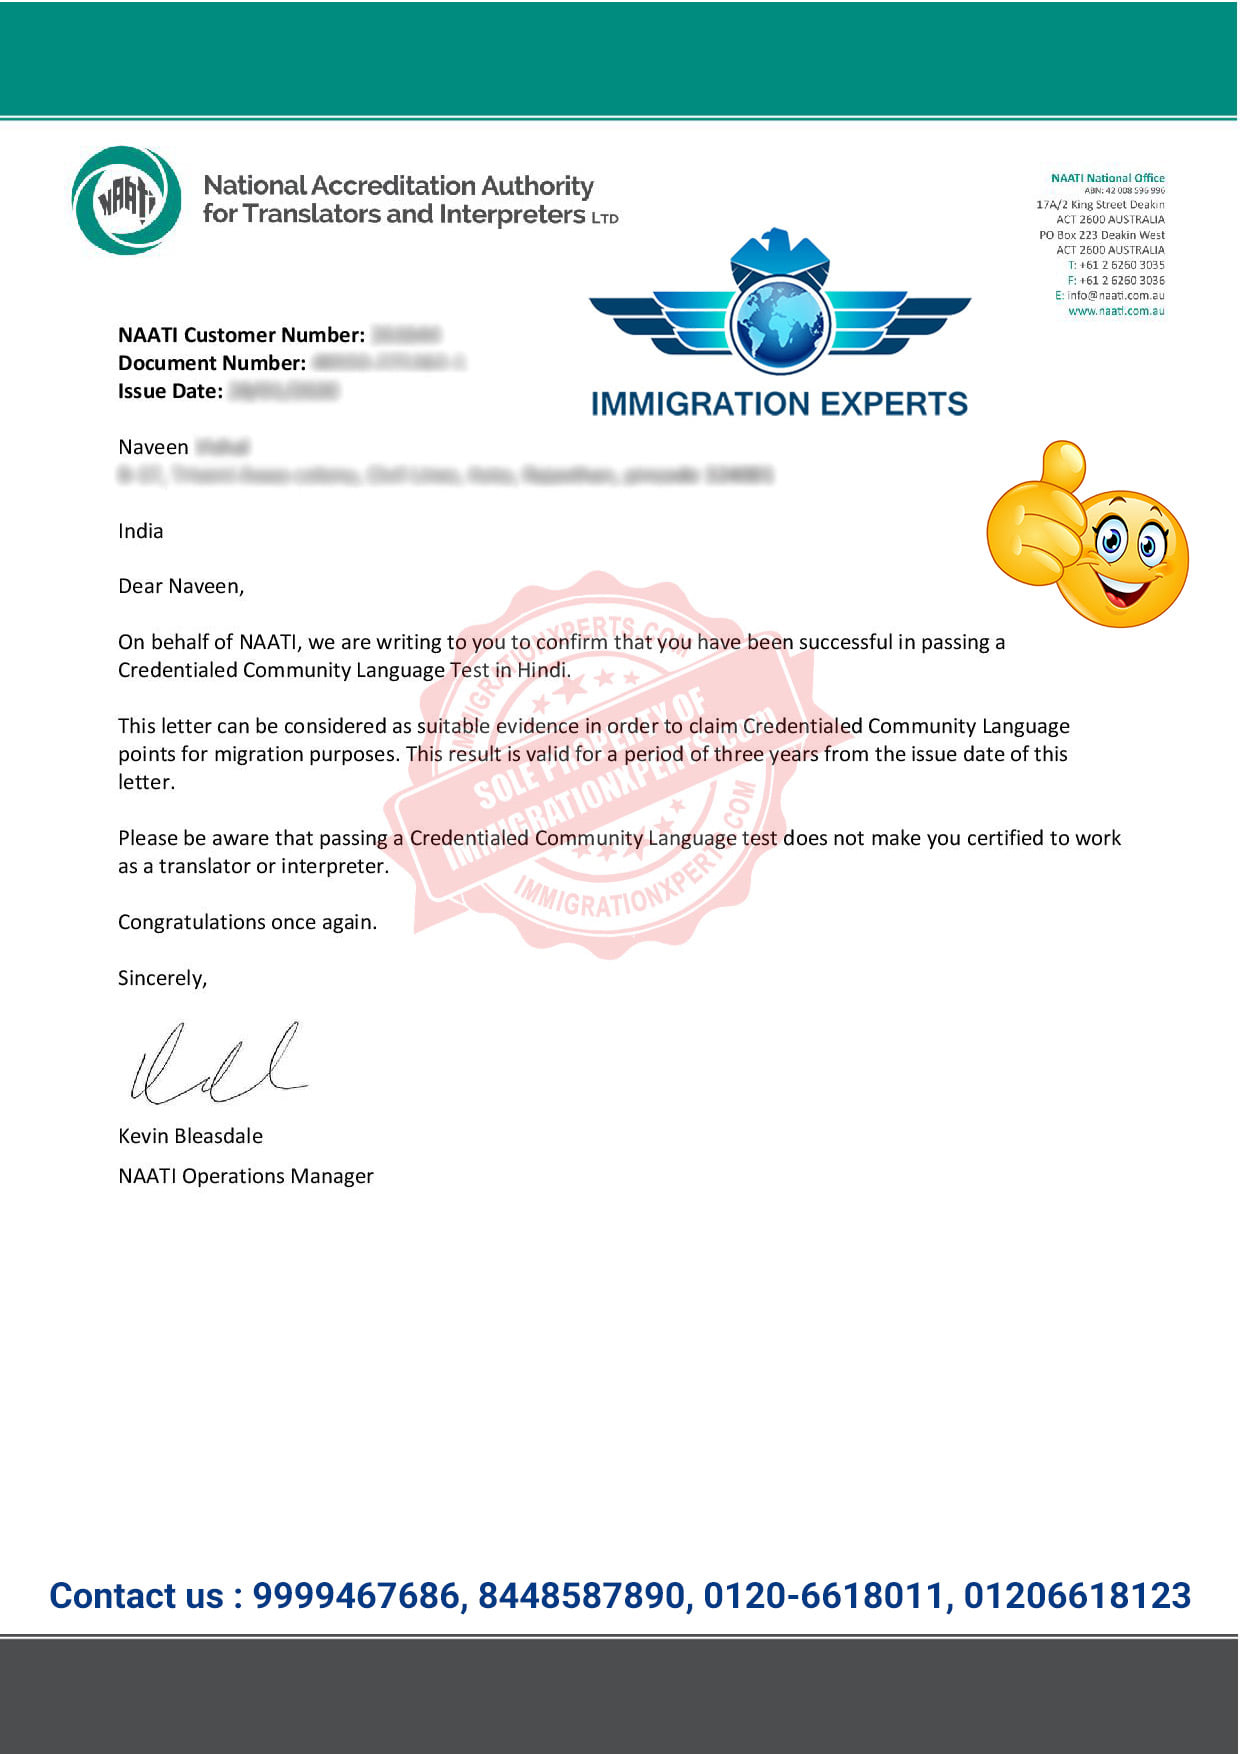 NAATI
National Accreditation Authority
for Translators and Interpreters LTD
NAATI National Office
ABN: 42 008 596 996
17A/2 King Street Deakin
ACT 2600 AUSTRALIA
PO Box 223 Deakin West
ACT 2600 AUSTRALIA
T: +61 2 6260 3035
F: +61 2 6260 3036
E: info@naati.com.au
www.naati.com.au
IMMIGRATION EXPERTS
NAATI Customer Number:
Document Number:
Issue Date:
Naveen
India
Dear Naveen,
On behalf of NAATI, we are writing to you to confirm that you have been successful in passing a
Credentialed Community Language Test in Hindi.
This letter can be considered as suitable evidence in order to claim Credentialed Community Language
points for migration purposes. This result is valid for a period of three years from the issue date of this
letter.
Please be aware that passing a Credentialed Community Language test does not make you certified to work
as a translator or interpreter.
Congratulations once again.
Sincerely,
Kevin Bleasdale
NAATI Operations Manager
IMMIGRATIONXPERTS.COM
SOLE PROPERTY OF
IMMIGRATIONXPERTS.COM
IMMIGRATIONXPERTS.COM
Contact us : 9999467686, 8448587890, 0120-6618011, 01206618123